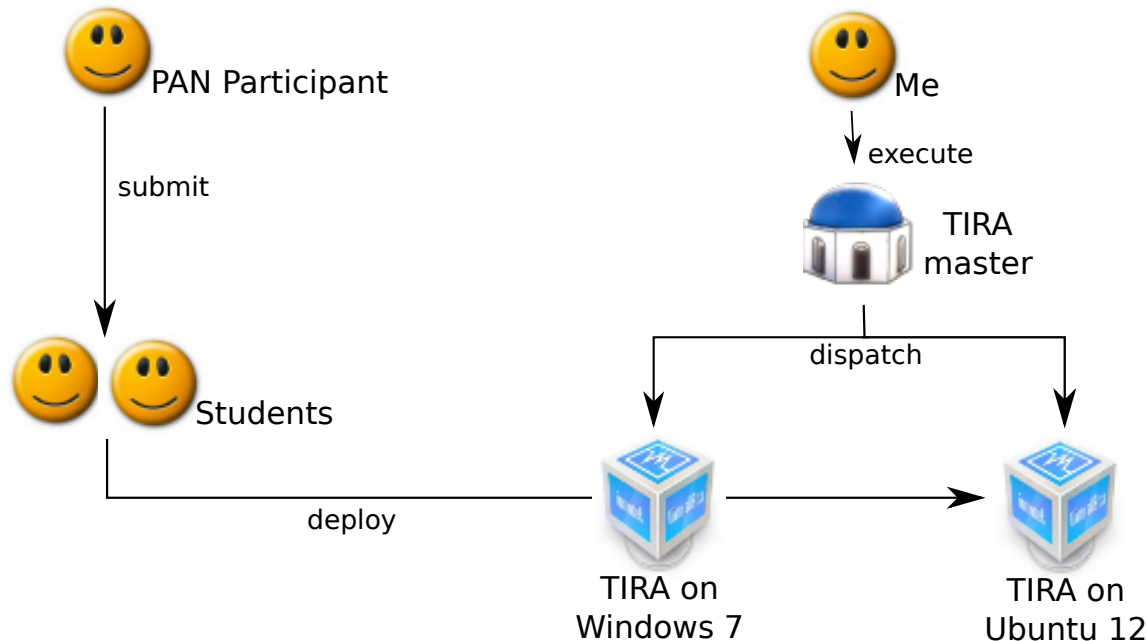 PAN Participant
Me
submit
execute
TIRA
master
dispatch
Students
deploy
TIRA on
Windows 7
TIRA on
Ubuntu 12